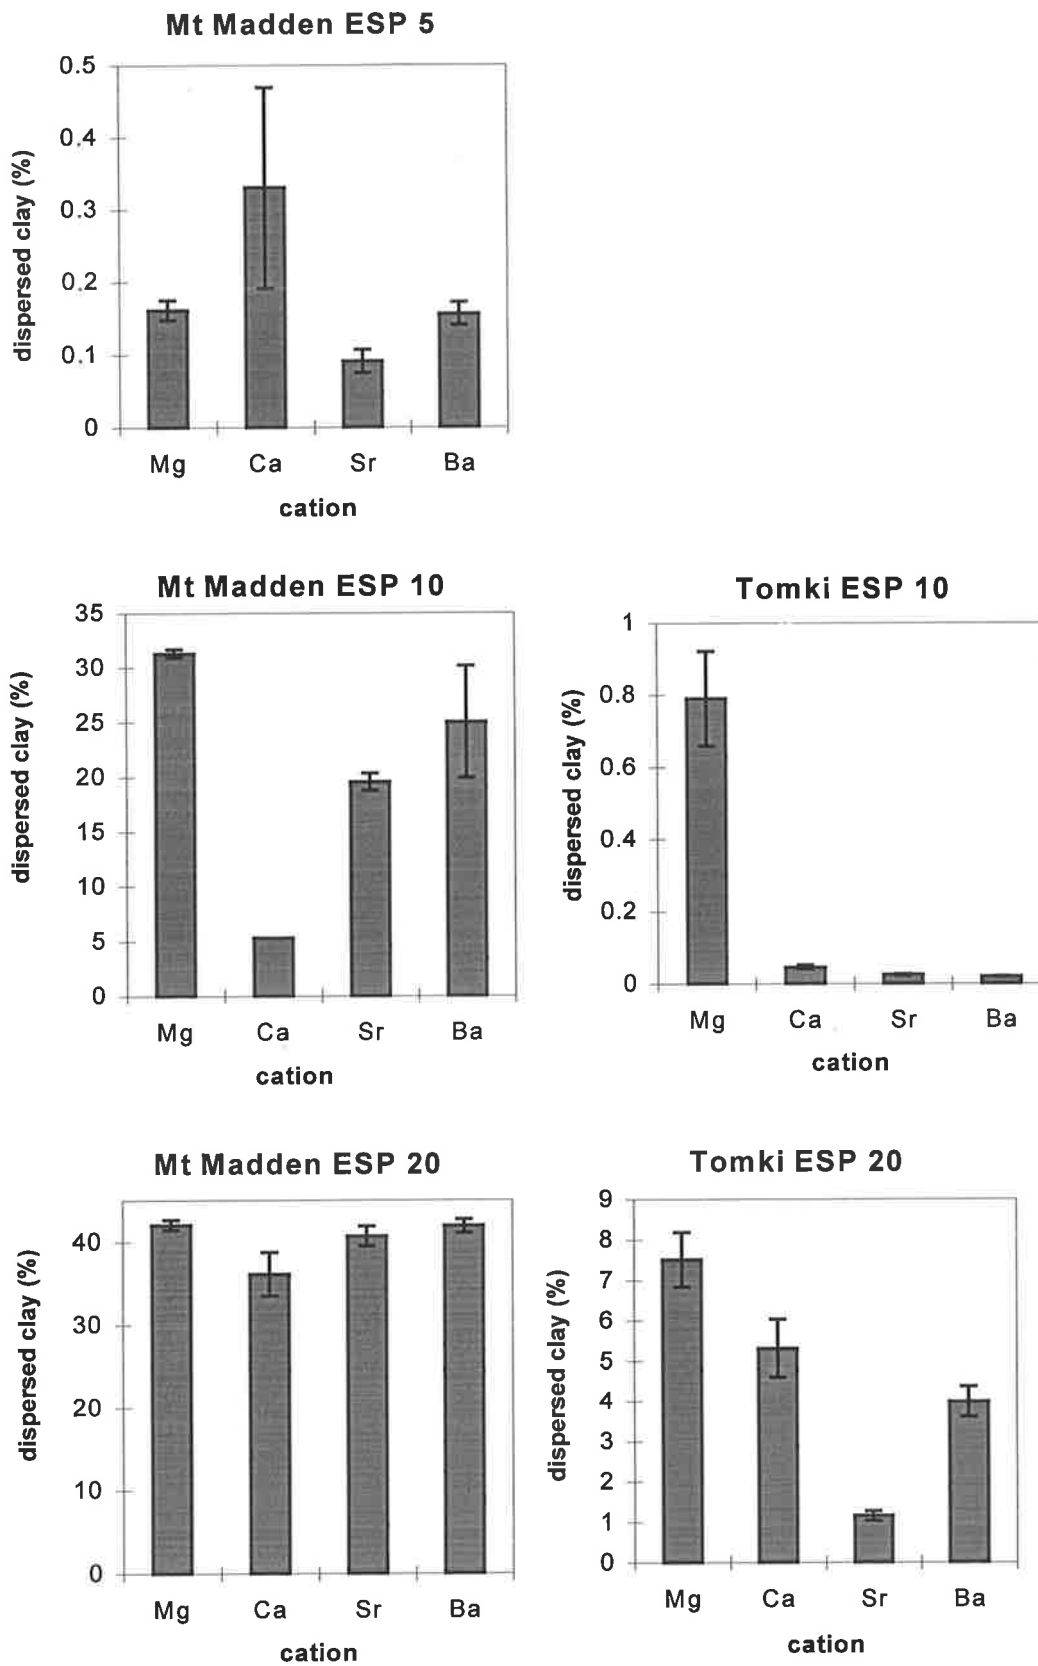 Mt Madden ESP 5
dispersed clay (%)
0.5
0.4
0.3
0.2
0.1
0
Mg Ca Sr Ba
cation
Mt Madden ESP 10
dispersed clay (%)
35
30
25
20
15
10
5
0
Mg Ca Sr Ba
cation
Tomki ESP 10
dispersed clay (%)
1
0.8
0.6
0.4
0.2
0
Mg Ca Sr Ba
cation
Mt Madden ESP 20
dispersed clay (%)
40
30
20
10
0
Mg Ca Sr Ba
cation
Tomki ESP 20
dispersed clay (%)
9
8
7
6
5
4
3
2
1
0
Mg Ca Sr Ba
cation